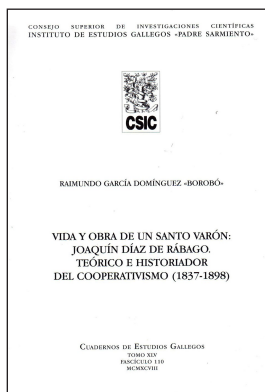 CONSEJO SUPERIOR DE INVESTIGACIONES CIENTÍFICAS
INSTITUTO DE ESTUDIOS GALLEGOS «PADRE SARMIENTO»
CSIC
RAIMUNDO GARCÍA DOMÍNGUEZ «BOROBÓ»
VIDA Y OBRA DE UN SANTO VARÓN:
JOAQUÍN DÍAZ DE RÁBAGO.
TEÓRICO E HISTORIADOR
DEL COOPERATIVISMO (1837-1898)
CUADERNOS DE ESTUDIOS GALLEGOS
TOMO XLV
FASCÍCULO 110
MCMXCVIII